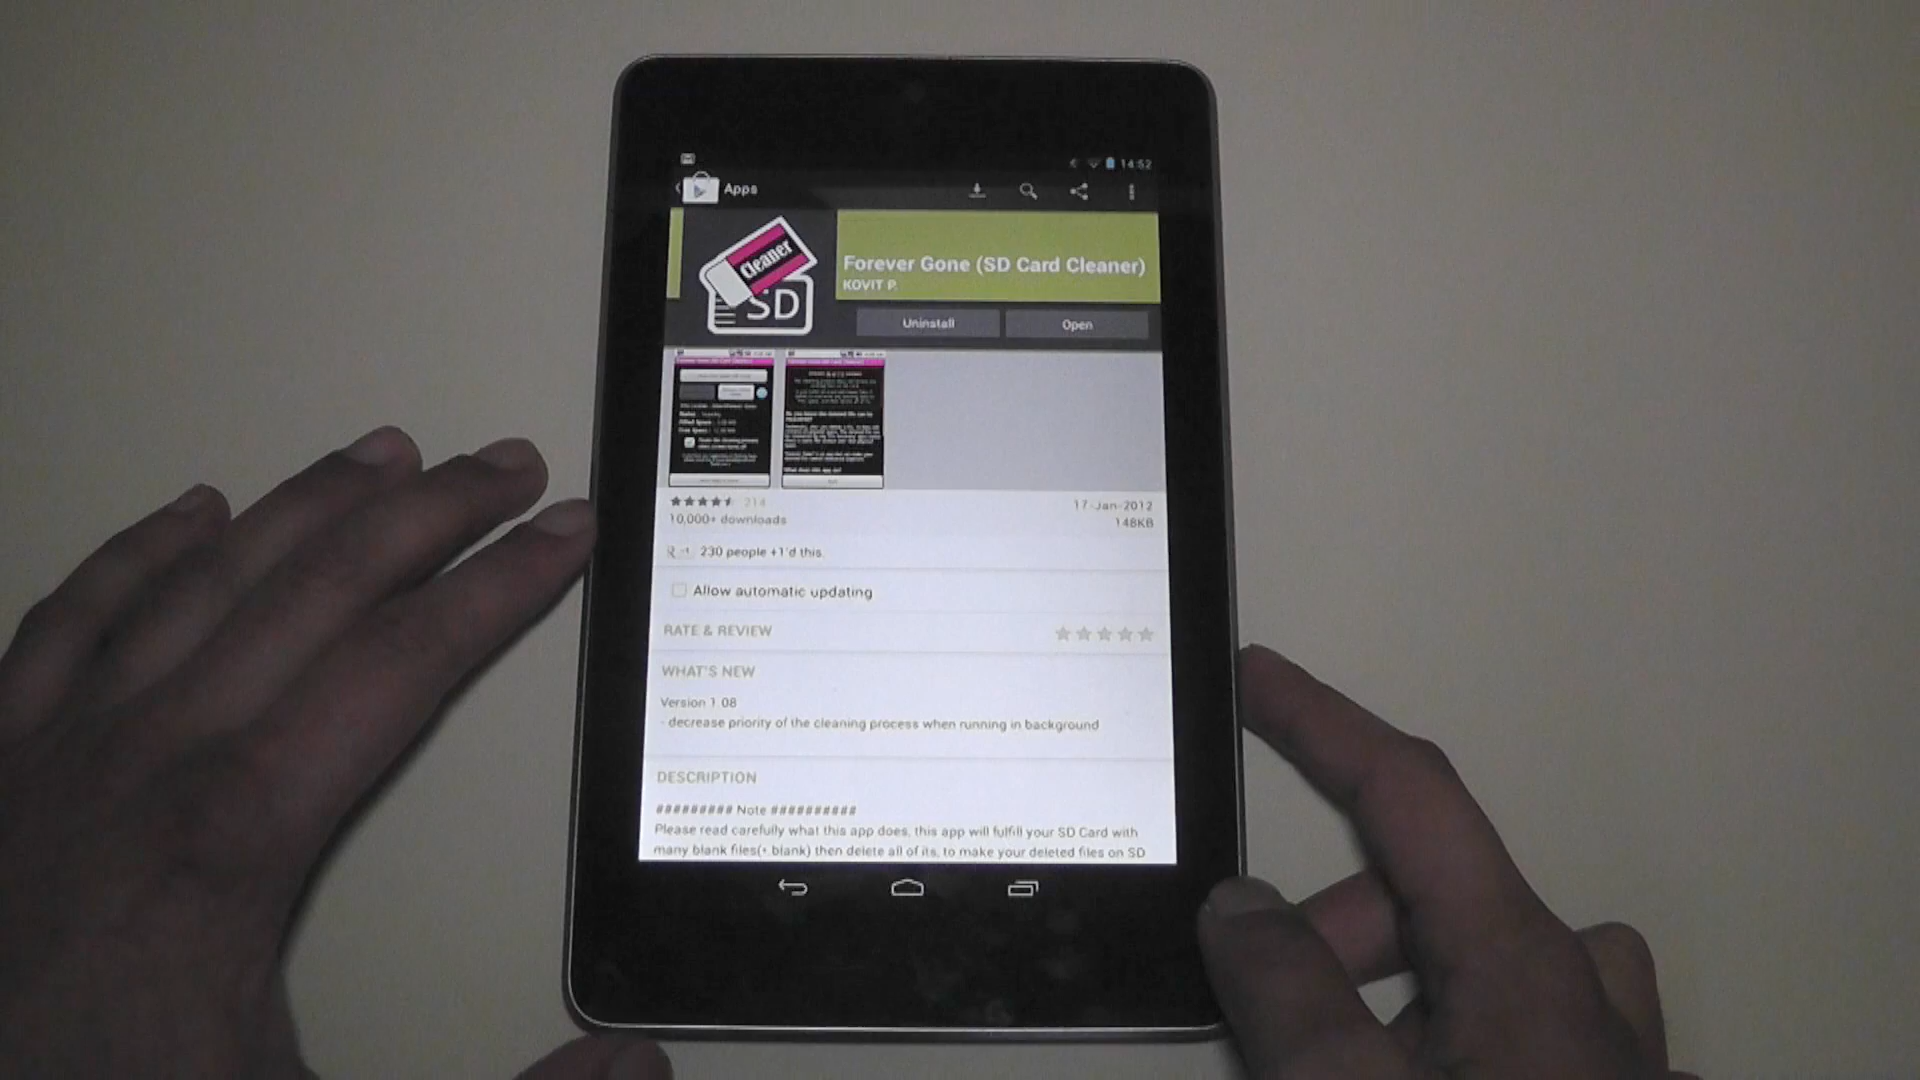 14:52
Apps
Cleaner
SD
Forever Gone (SD Card Cleaner)
KOVIT P.
Uninstall
Open
214
17-Jan-2012
10,000+ downloads
148KB
230 people +1'd this.
Allow automatic updating
RATE & REVIEW
WHAT'S NEW
Version 1.08
- decrease priority of the cleaning process when running in background
DESCRIPTION
######### Note ##########
Please read carefully what this app does, this app will fulfill your SD Card with
many blank files(*.blank) then delete all of its, to make your deleted files on SD